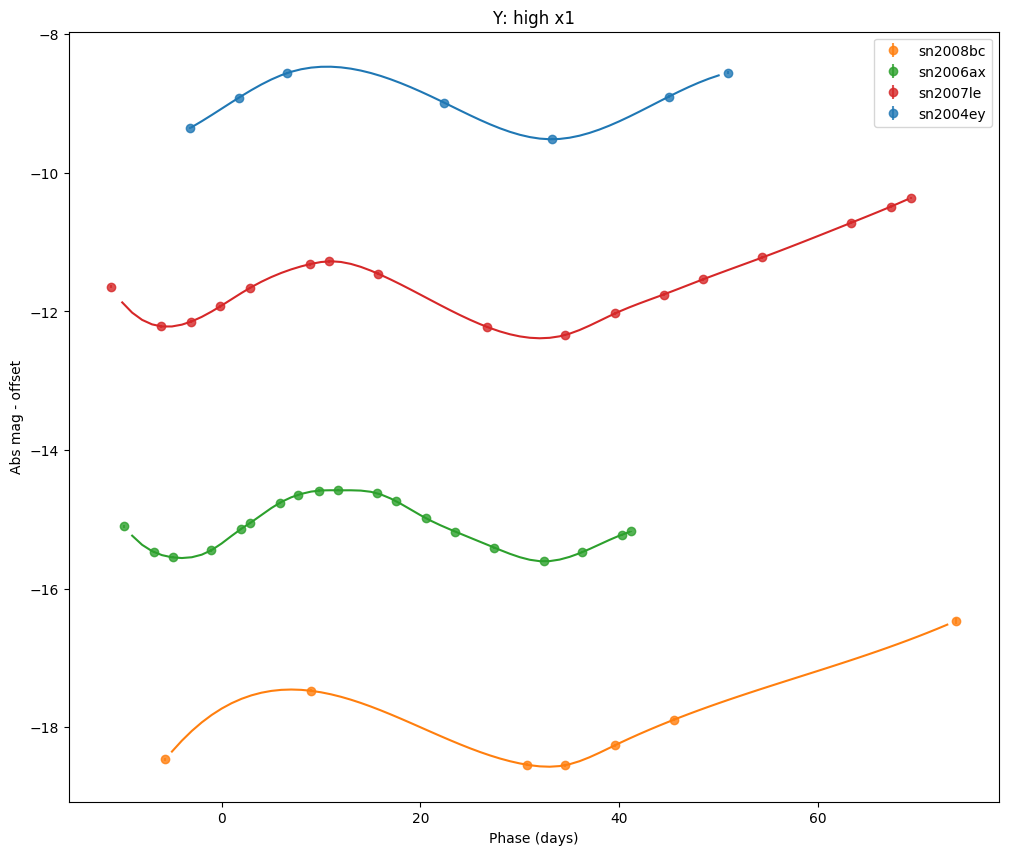 Y: high x1
sn2008bc
sn2006ax
sn2007le
sn2004ey
Abs mag - offset
−8
−10
−12
−14
−16
−18
0 20 40 60
Phase (days)